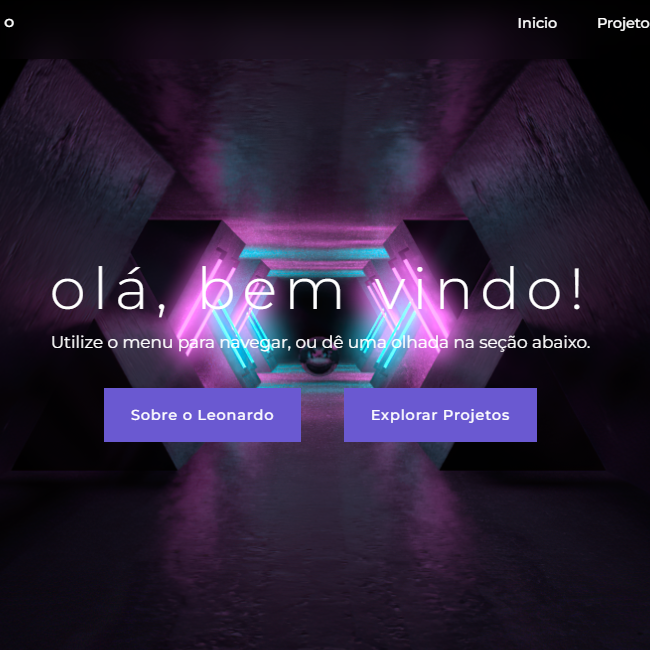 o Inicio Projeto
olá, bem vindo!
Utilize o menu para navegar, ou dê uma olhada na seção abaixo.
Sobre o Leonardo Explorar Projetos